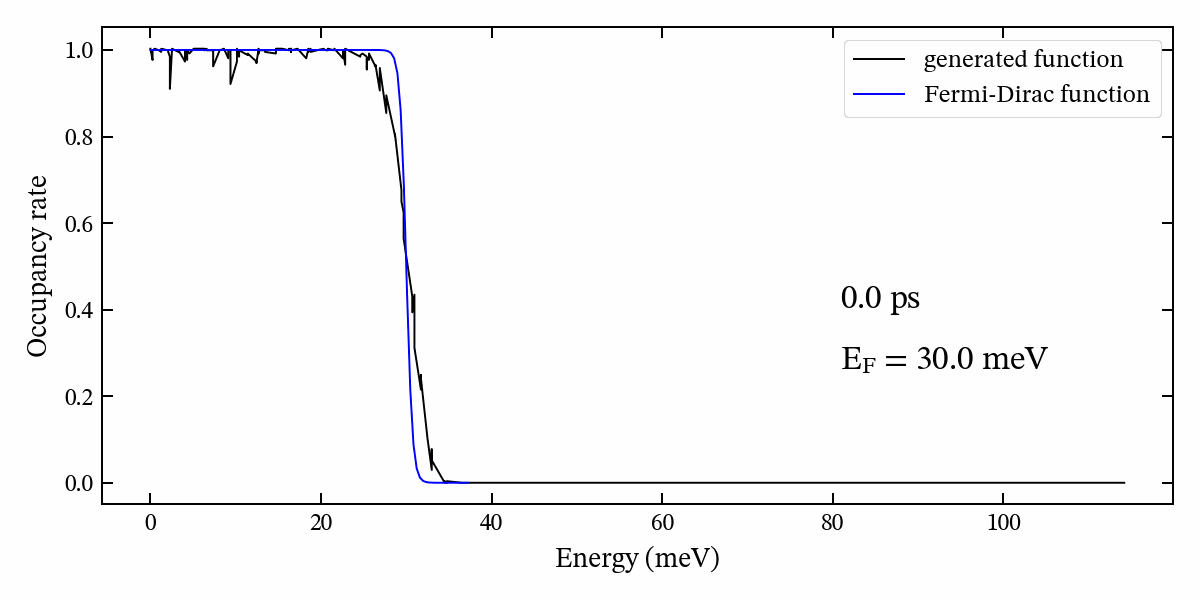 generated function
Fermi-Dirac function
1.0
0.8
0.6
0.4
0.2
0.0
Occupancy rate
0.0 ps
E_F = 30.0 meV
0 20 40 60 80 100
Energy (meV)